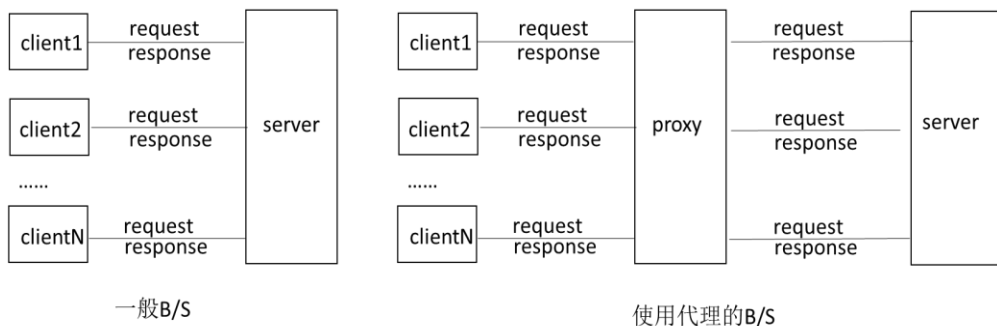 client1
request
response
client2
request
response
server
......
clientN
request
response
一般B/S
client1
request
response
request
response
client2
request
response
proxy
request
response
server
......
clientN
request
response
request
response
使用代理的B/S